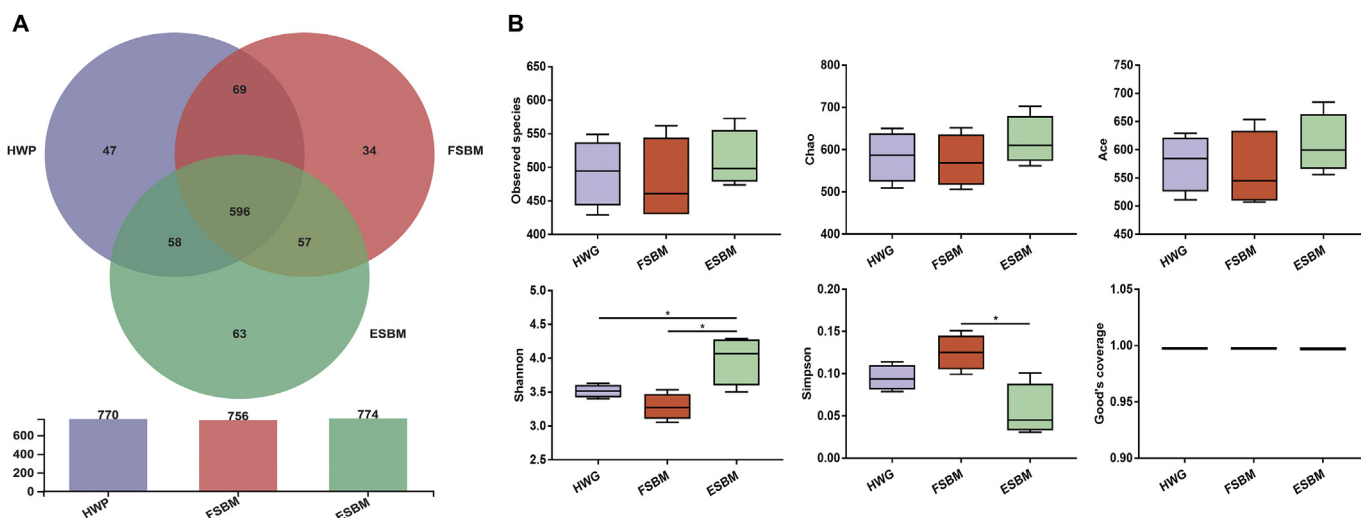 A
HWP
FSBM
ESBM
47
69
34
596
58
57
63
770
756
774
600
400
200
0
HWP
FSBM
ESBM
B
Observed species
650
600
550
500
450
400
HWG
FSBM
ESBM
Chao
800
700
600
500
400
HWG
FSBM
ESBM
Ace
750
700
650
600
550
500
450
HWG
FSBM
ESBM
Shannon
5.0
4.5
4.0
3.5
3.0
2.5
*
*
HWG
FSBM
ESBM
Simpson
0.20
0.15
0.10
0.05
0.00
*
HWG
FSBM
ESBM
Good's coverage
1.05
1.00
0.95
0.90
HWG
FSBM
ESBM